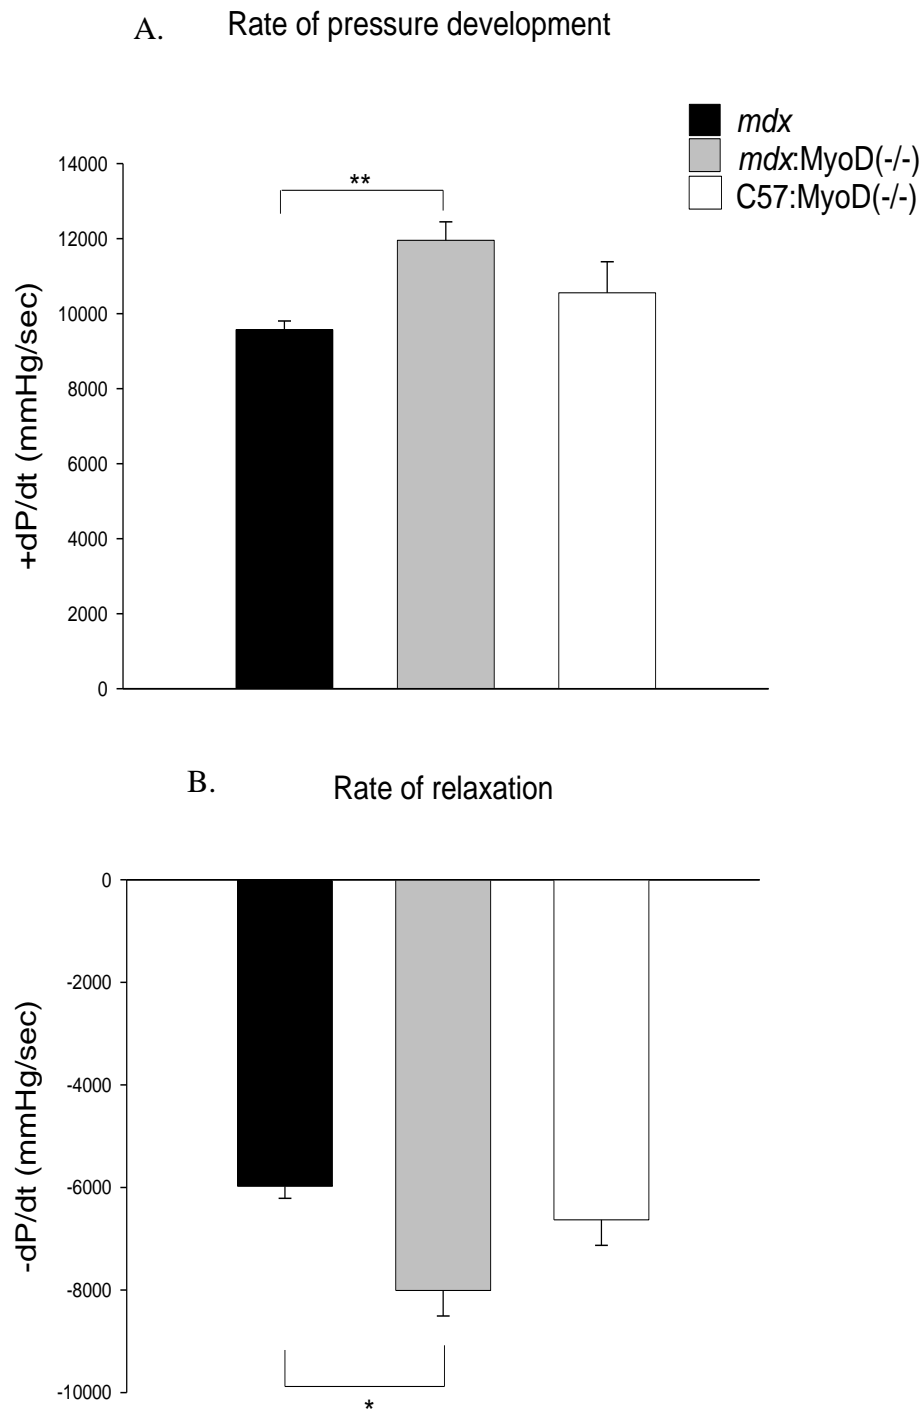 A. Rate of pressure development
mdx
mdx:MyoD(-/-)
C57:MyoD(-/-)
14000
**
12000
10000
8000
6000
4000
2000
0
+dP/dt (mmHg/sec)
B. Rate of relaxation
0
-2000
-4000
-6000
-8000
-10000
*
-dP/dt (mmHg/sec)